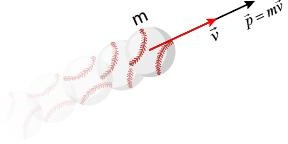 m
v⃗
p⃗ = mv⃗